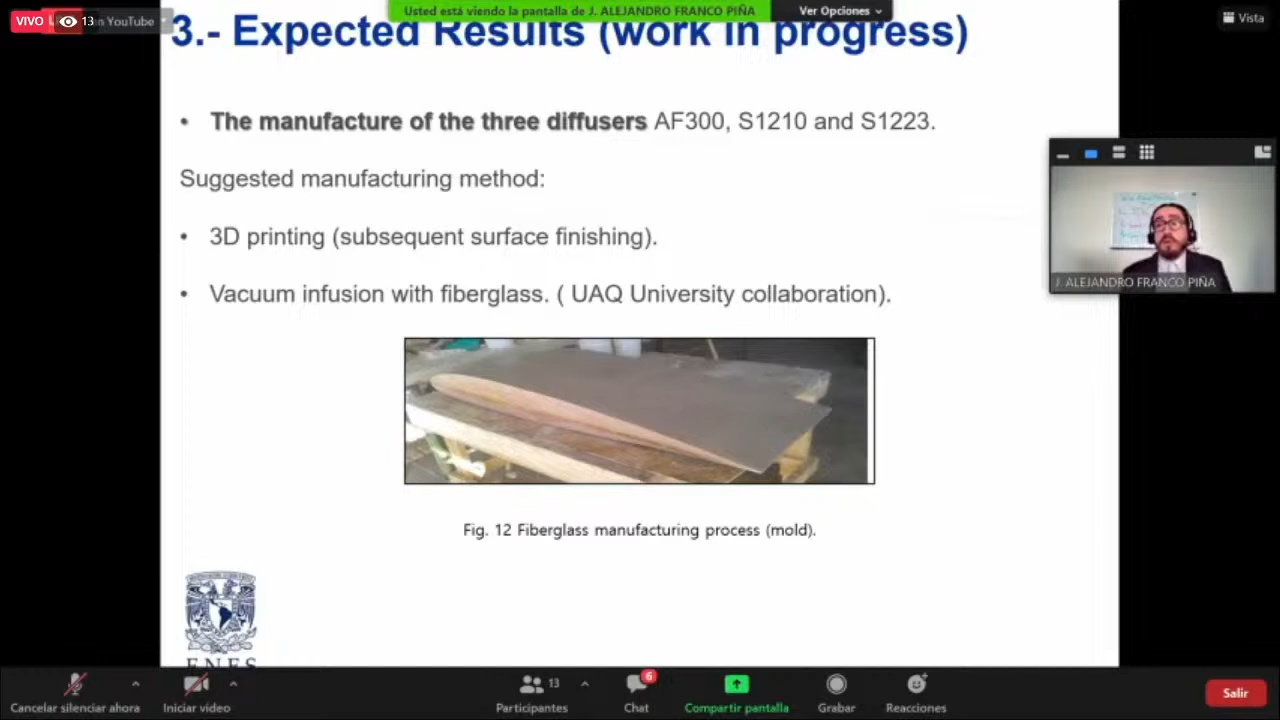 VIVO
13
n YouTube
Usted está viendo la pantalla de J. ALEJANDRO FRANCO PIÑA
Ver Opciones
Vista
3.- Expected Results (work in progress)
• The manufacture of the three diffusers AF300, S1210 and S1223.
Suggested manufacturing method:
• 3D printing (subsequent surface finishing).
• Vacuum infusion with fiberglass. ( UAQ University collaboration).
J. ALEJANDRO FRANCO PIÑA
Fig. 12 Fiberglass manufacturing process (mold).
ENES
Cancelar silenciar ahora
Iniciar video
13
Participantes
6
Chat
Compartir pantalla
Grabar
Reacciones
Salir